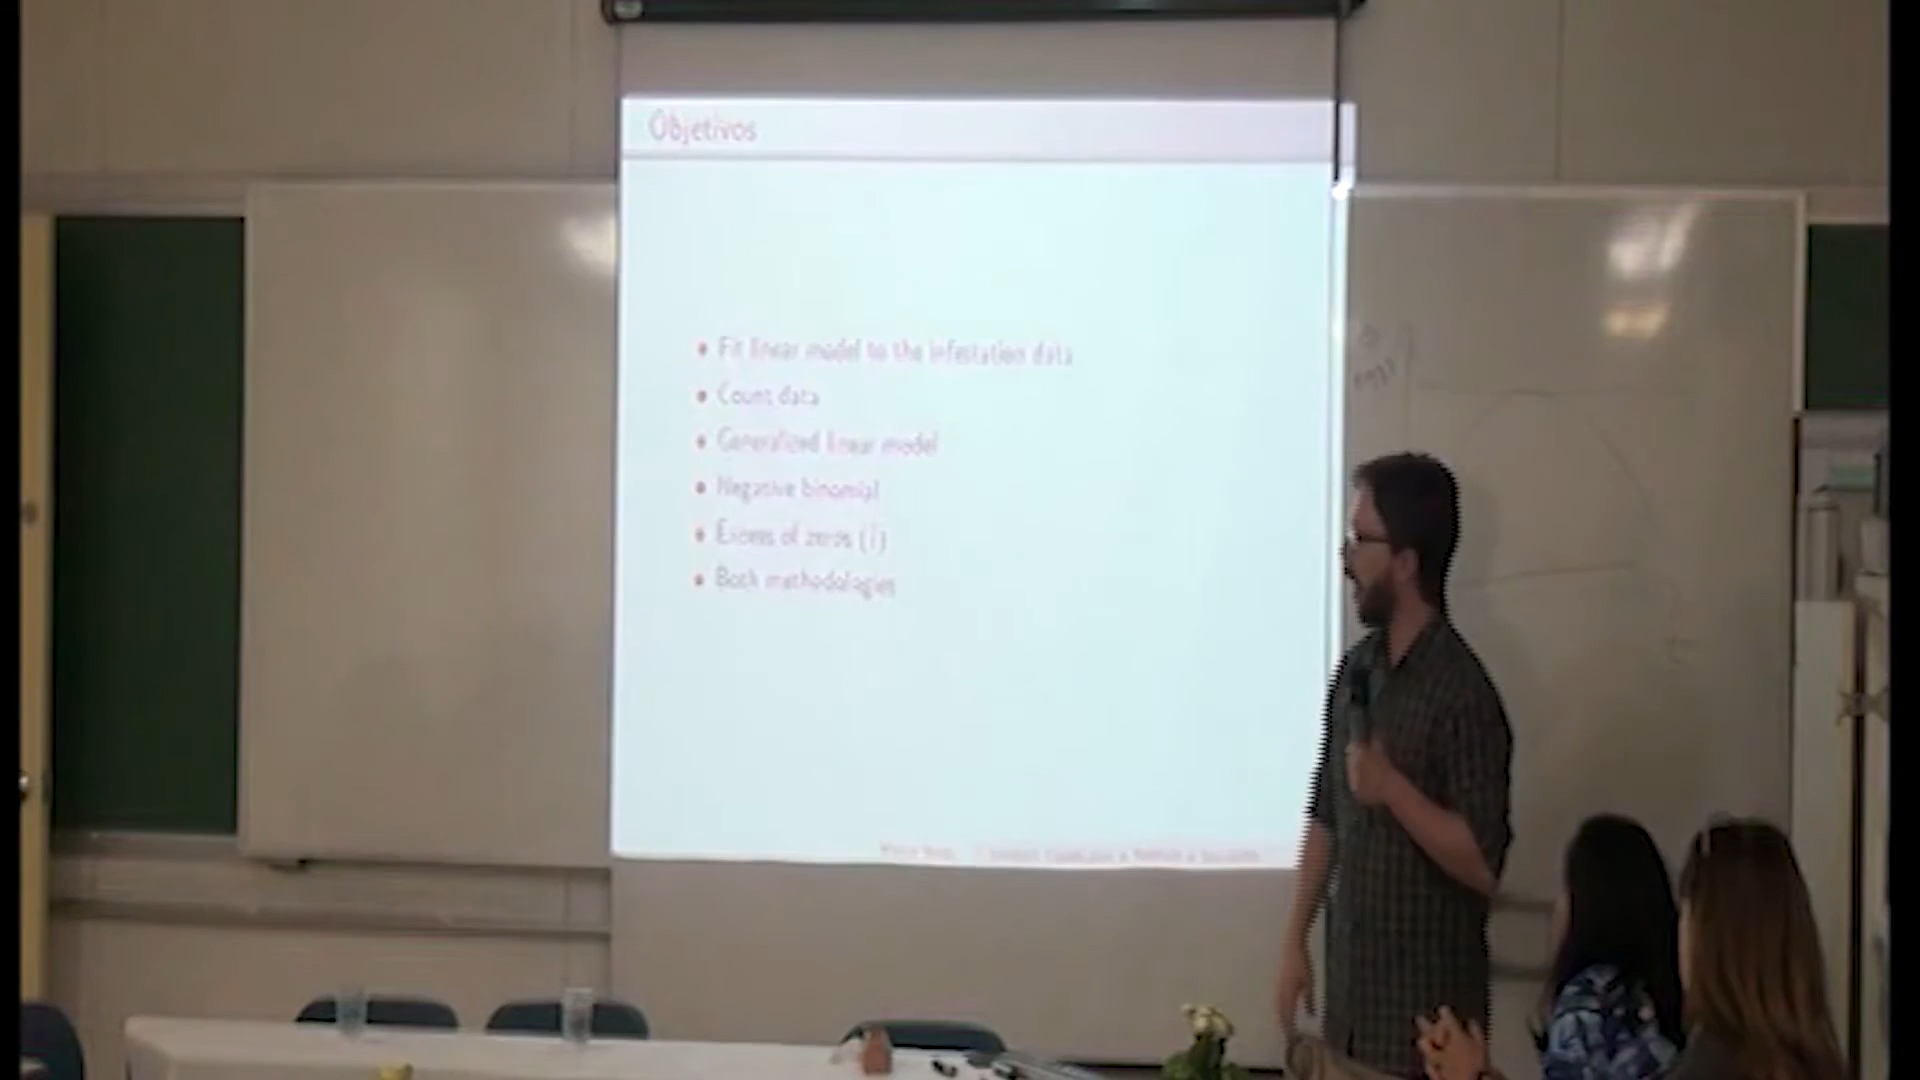 Objetivos
Fit linear model to the infestation data
Count data
Generalized linear model
Negative binomial
Excess of zeros (i)
Both methodologies